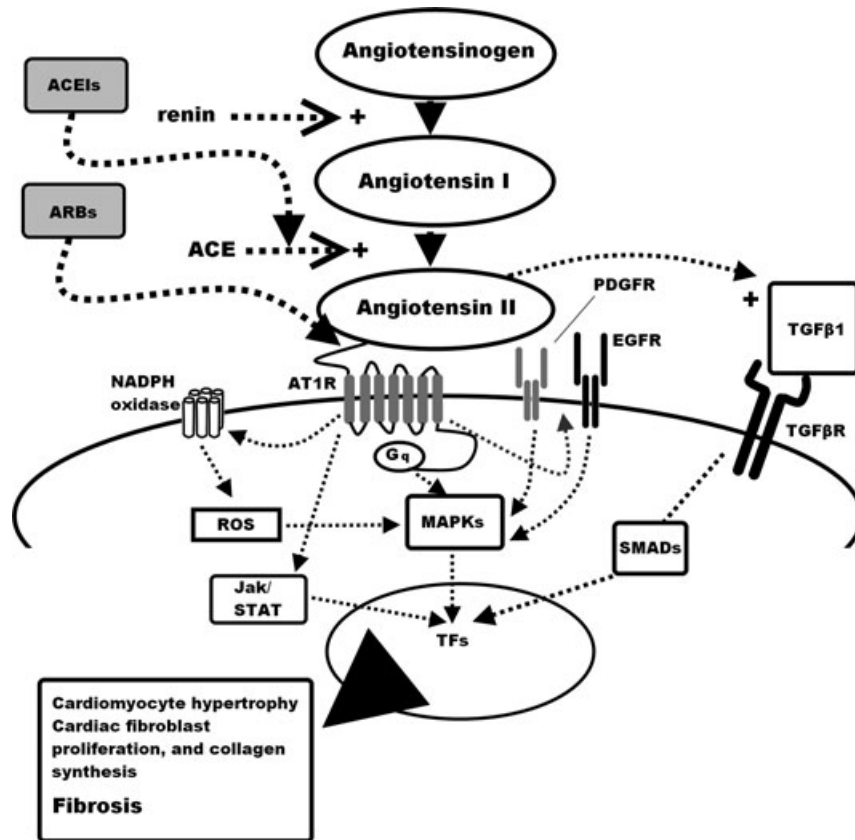 Angiotensinogen
ACEIs
renin
+
Angiotensin I
ARBs
ACE
+
Angiotensin II
PDGFR
+
TGFβ1
EGFR
NADPH
oxidase
AT1R
TGFβR
Gq
ROS
MAPKs
SMADs
Jak/
STAT
TFs
Cardiomyocyte hypertrophy
Cardiac fibroblast
proliferation, and collagen
synthesis
Fibrosis